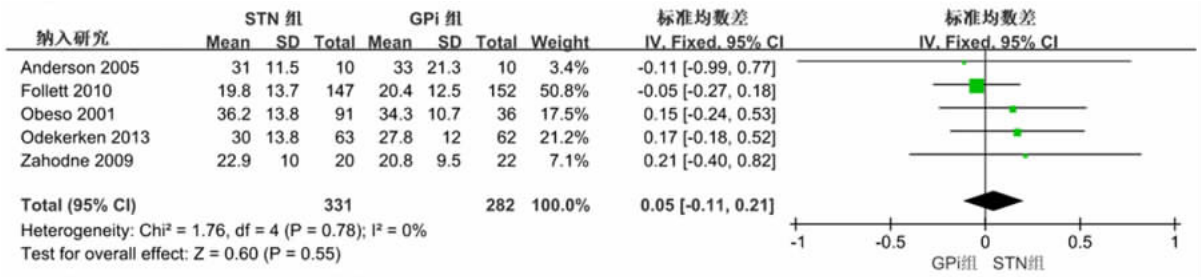 STN 组 GPi 组 标准均数差 标准均数差
纳入研究 Mean SD Total Mean SD Total Weight IV, Fixed, 95% CI IV, Fixed, 95% CI
Anderson 2005 31 11.5 10 33 21.3 10 3.4% -0.11 [-0.99, 0.77]
Follett 2010 19.8 13.7 147 20.4 12.5 152 50.8% -0.05 [-0.27, 0.18]
Obeso 2001 36.2 13.8 91 34.3 10.7 36 17.5% 0.15 [-0.24, 0.53]
Odekerken 2013 30 13.8 63 27.8 12 62 21.2% 0.17 [-0.18, 0.52]
Zahodne 2009 22.9 10 20 20.8 9.5 22 7.1% 0.21 [-0.40, 0.82]
Total (95% CI) 331 282 100.0% 0.05 [-0.11, 0.21]
Heterogeneity: Chi² = 1.76, df = 4 (P = 0.78); I² = 0%
Test for overall effect: Z = 0.60 (P = 0.55)
-1 -0.5 0 0.5 1
GPi组 STN组